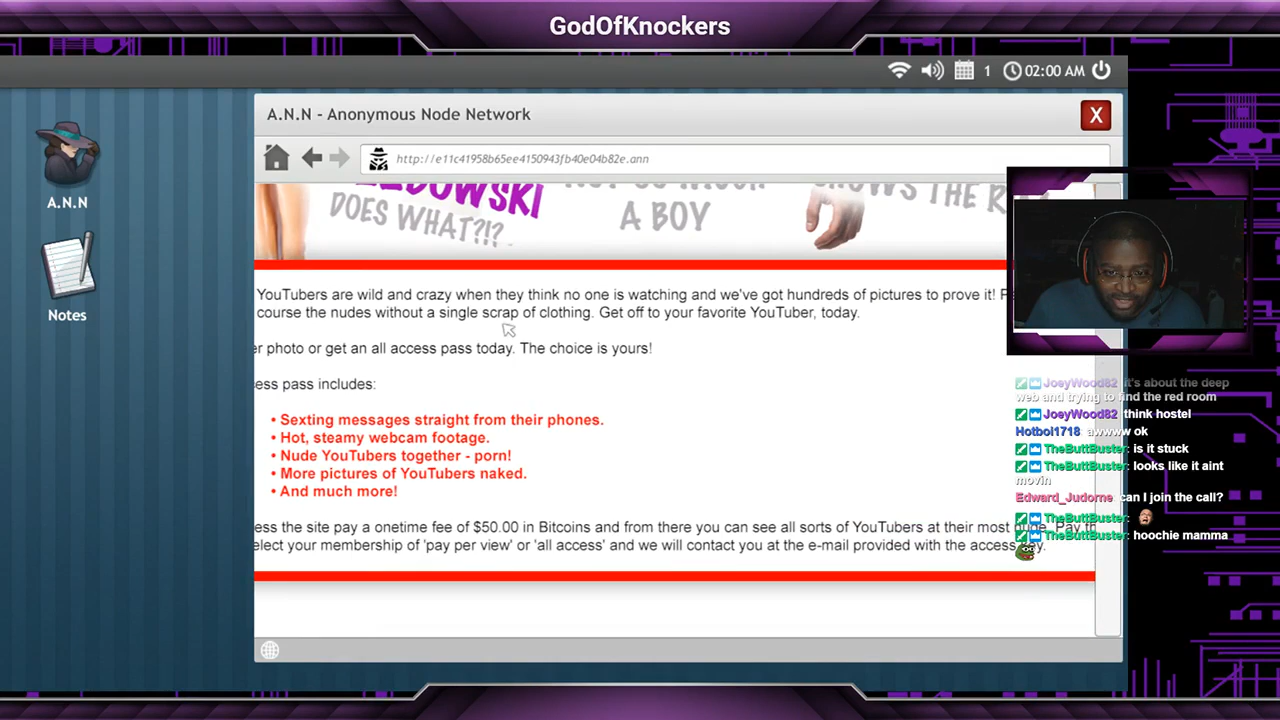 GodOfKnockers
1 02:00 AM
A.N.N - Anonymous Node Network
X
http://e11c41958b65ee4150943fb40e04b82e.ann
A.N.N
Notes
DOES WHAT?!?
A BOY
SHOWS THE
YouTubers are wild and crazy when they think no one is watching and we've got hundreds of pictures to prove it!
course the nudes without a single scrap of clothing. Get off to your favorite YouTuber, today.
er photo or get an all access pass today. The choice is yours!
ess pass includes:
• Sexting messages straight from their phones.
• Hot, steamy webcam footage.
• Nude YouTubers together - porn!
• More pictures of YouTubers naked.
• And much more!
ess the site pay a onetime fee of $50.00 in Bitcoins and from there you can see all sorts of YouTubers at their most nude. Pay th
elect your membership of 'pay per view' or 'all access' and we will contact you at the e-mail provided with the access key.
JoeyWood82: it's about the deep
web and trying to find the red room
JoeyWood82: think hostel
Hotboi1718: awwww ok
TheButtBuster: is it stuck
TheButtBuster: looks like it aint
movin
Edward_Judorne: can I join the call?
TheButtBuster:
TheButtBuster: hoochie mamma